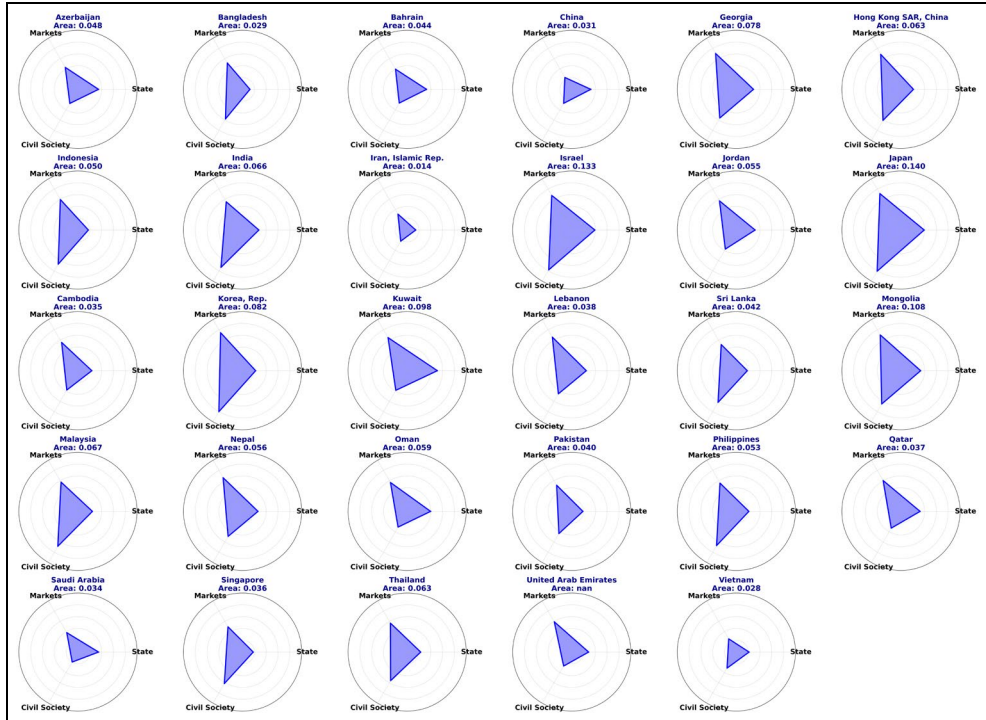 Azerbaijan
Area: 0.048
Markets
State
Civil Society
Bangladesh
Area: 0.029
Markets
State
Civil Society
Bahrain
Area: 0.044
Markets
State
Civil Society
China
Area: 0.031
Markets
State
Civil Society
Georgia
Area: 0.078
Markets
State
Civil Society
Hong Kong SAR, China
Area: 0.063
Markets
State
Civil Society
Indonesia
Area: 0.050
Markets
State
Civil Society
India
Area: 0.066
Markets
State
Civil Society
Iran, Islamic Rep.
Area: 0.014
Markets
State
Civil Society
Israel
Area: 0.133
Markets
State
Civil Society
Jordan
Area: 0.055
Markets
State
Civil Society
Japan
Area: 0.140
Markets
State
Civil Society
Cambodia
Area: 0.035
Markets
State
Civil Society
Korea, Rep.
Area: 0.082
Markets
State
Civil Society
Kuwait
Area: 0.098
Markets
State
Civil Society
Lebanon
Area: 0.038
Markets
State
Civil Society
Sri Lanka
Area: 0.042
Markets
State
Civil Society
Mongolia
Area: 0.108
Markets
State
Civil Society
Malaysia
Area: 0.067
Markets
State
Civil Society
Nepal
Area: 0.056
Markets
State
Civil Society
Oman
Area: 0.059
Markets
State
Civil Society
Pakistan
Area: 0.040
Markets
State
Civil Society
Philippines
Area: 0.053
Markets
State
Civil Society
Qatar
Area: 0.037
Markets
State
Civil Society
Saudi Arabia
Area: 0.034
Markets
State
Civil Society
Singapore
Area: 0.036
Markets
State
Civil Society
Thailand
Area: 0.063
Markets
State
Civil Society
United Arab Emirates
Area: nan
Markets
State
Civil Society
Vietnam
Area: 0.028
Markets
State
Civil Society